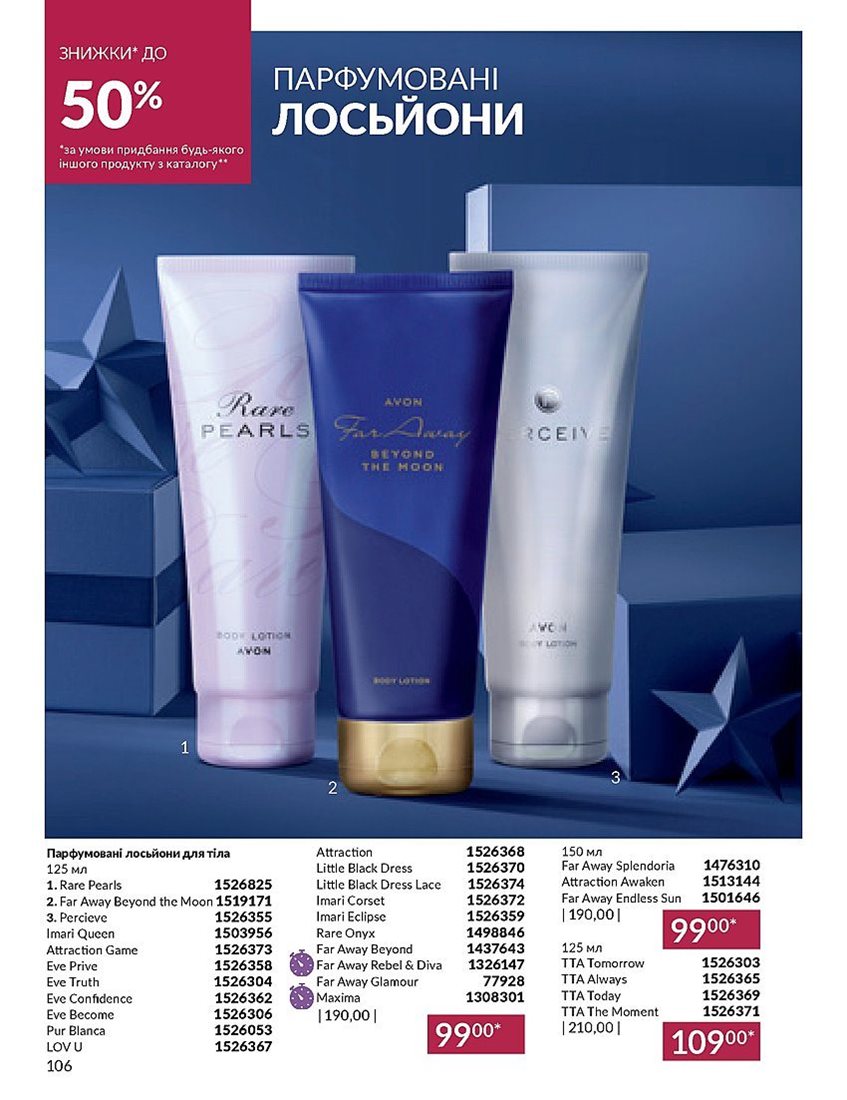 ЗНИЖКИ* ДО
50%
*за умови придбання будь-якого
іншого продукту з каталогу**
ПАРФУМОВАНІ
ЛОСЬЙОНИ
Rare
PEARLS
BODY LOTION
AVON
1
AVON
Far Away
BEYOND
THE MOON
BODY LOTION
2
RCEIVE
AVON
BODY LOTION
3
Парфумовані лосьйони для тіла
125 мл
1. Rare Pearls 1526825
2. Far Away Beyond the Moon 1519171
3. Percieve 1526355
Imari Queen 1503956
Attraction Game 1526373
Eve Prive 1526358
Eve Truth 1526304
Eve Confidence 1526362
Eve Become 1526306
Pur Blanca 1526053
LOV U 1526367
106
Attraction 1526368
Little Black Dress 1526370
Little Black Dress Lace 1526374
Imari Corset 1526372
Imari Eclipse 1526359
Rare Onyx 1498846
Far Away Beyond 1437643
Far Away Rebel & Diva 1326147
Far Away Glamour 77928
Maxima 1308301
|190,00|
9900*
150 мл
Far Away Splendoria 1476310
Attraction Awaken 1513144
Far Away Endless Sun 1501646
|190,00|
9900*
125 мл
TTA Tomorrow 1526303
TTA Always 1526365
TTA Today 1526369
TTA The Moment 1526371
|210,00|
10900*